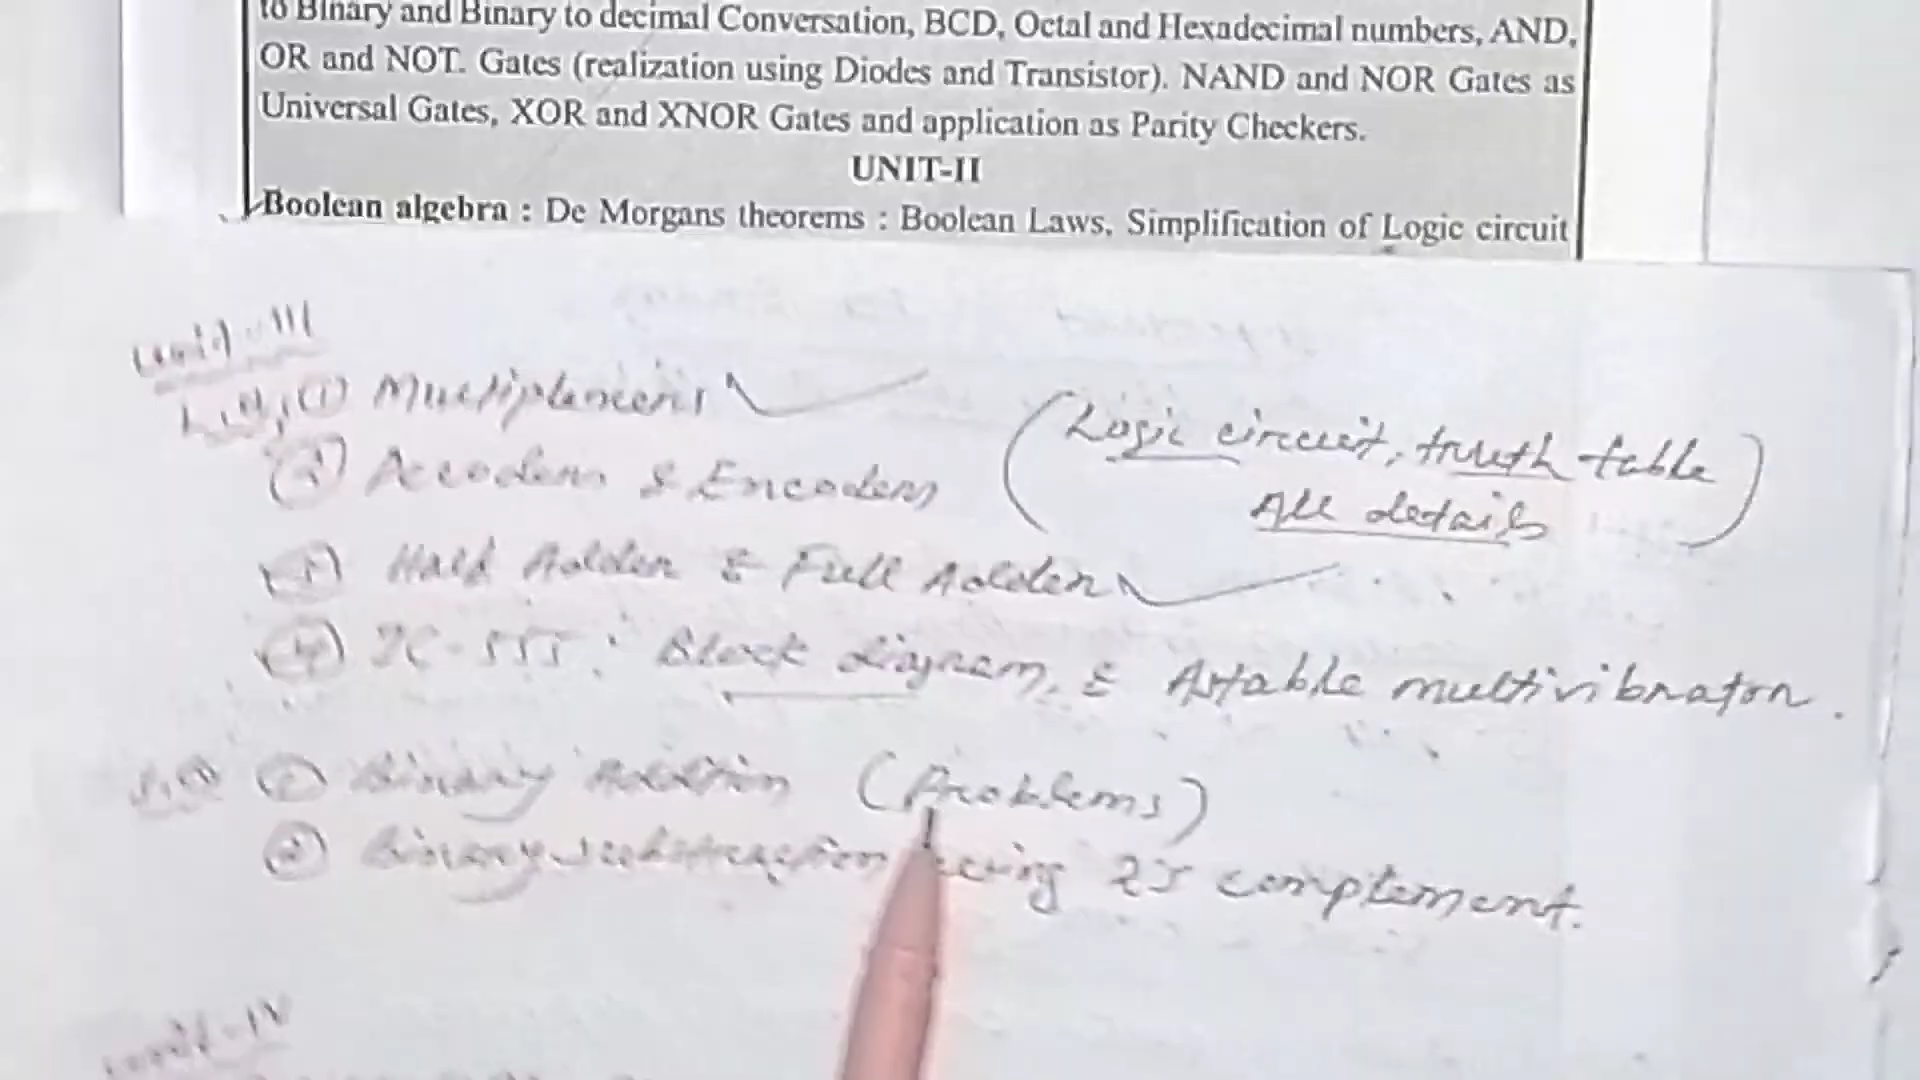 to Binary and Binary to decimal Conversation, BCD, Octal and Hexadecimal numbers, AND,
OR and NOT. Gates (realization using Diodes and Transistor). NAND and NOR Gates as
Universal Gates, XOR and XNOR Gates and application as Parity Checkers.
UNIT-II
Boolean algebra : De Morgans theorems : Boolean Laws, Simplification of Logic circuit
Unit-III
L.Q, (1) Multiplexers
(2) Decoders & Encoders
(Logic circuit, truth table
All details)
(3) Half Adder & Full Adder
(4) IC-555: Block diagram, & Astable multivibrator.
S.Q (1) Binary Addition (Problems)
(2) Binary substraction using 2's complement.
Unit-IV